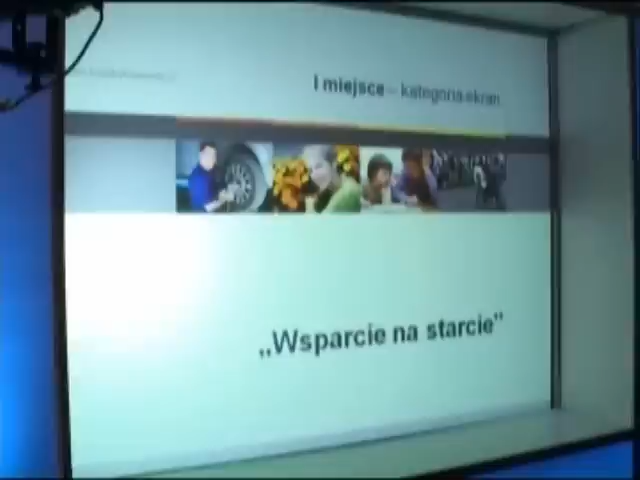 I miejsce – kategoria ekran
„Wsparcie na starcie”